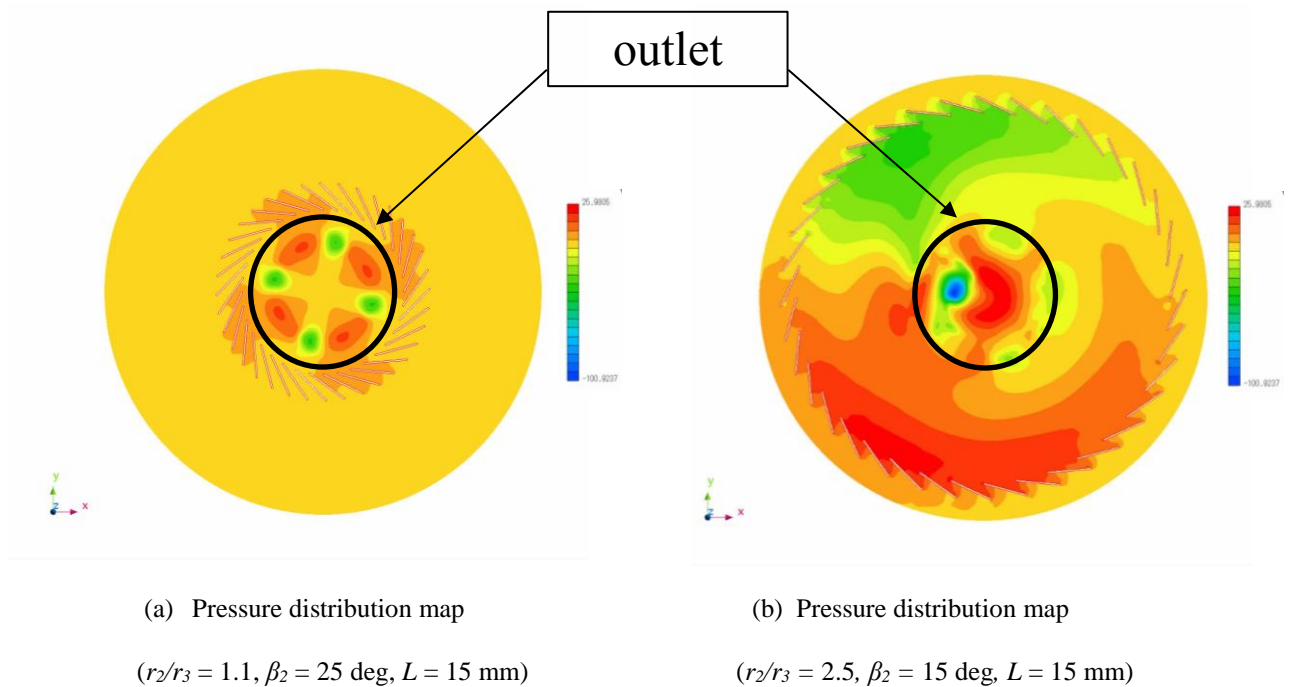 outlet
25.9805
-100.9237
y
z
x
25.9805
-100.9237
y
z
x
(a) Pressure distribution map
(r2/r3 = 1.1, β2 = 25 deg, L = 15 mm)
(b) Pressure distribution map
(r2/r3 = 2.5, β2 = 15 deg, L = 15 mm)